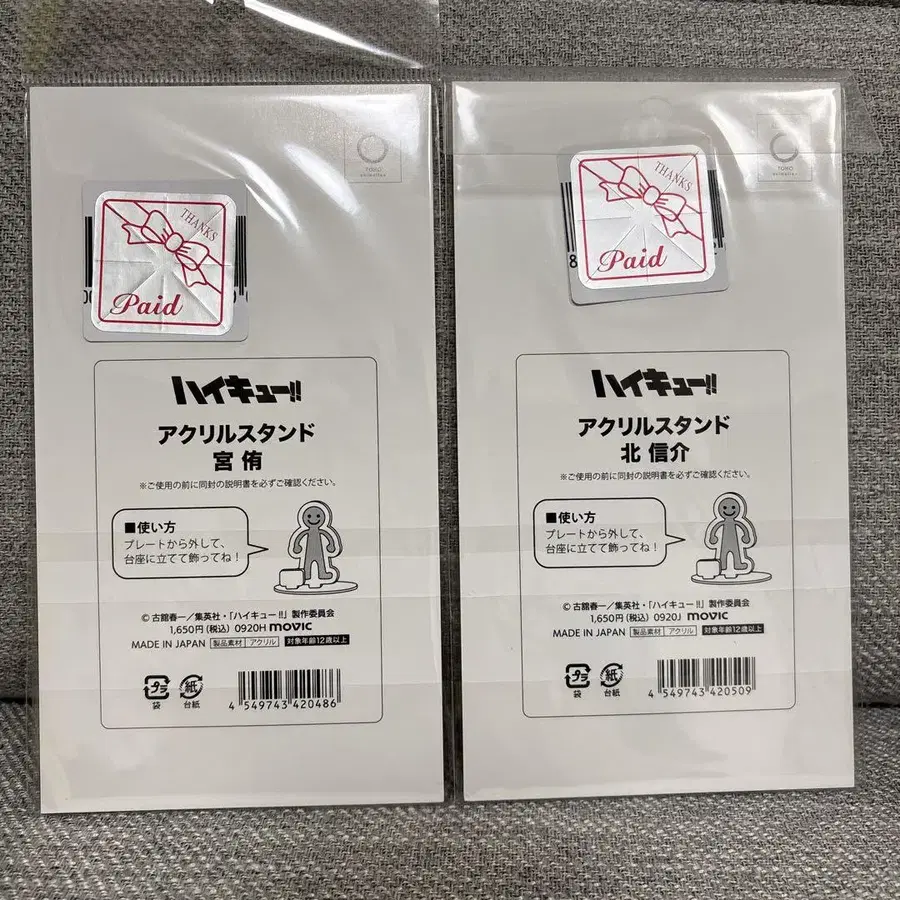 TOHO
animation
THANKS
Paid
ハイキュー!!
アクリルスタンド
宮 侑
※ご使用の前に同封の説明書を必ずご確認ください。
■使い方
プレートから外して、
台座に立てて飾ってね！
© 古舘春一／集英社・「ハイキュー!!」製作委員会
1,650円(税込) 0920H movic
MADE IN JAPAN 製品素材 アクリル 対象年齢12歳以上
プラ 紙
袋 台紙
4 549743 420486
TOHO
animation
THANKS
8
Paid
ハイキュー!!
アクリルスタンド
北 信介
※ご使用の前に同封の説明書を必ずご確認ください。
■使い方
プレートから外して、
台座に立てて飾ってね！
© 古舘春一／集英社・「ハイキュー!!」製作委員会
1,650円(税込) 0920J movic
MADE IN JAPAN 製品素材 アクリル 対象年齢12歳以上
プラ 紙
袋 台紙
4 549743 420509